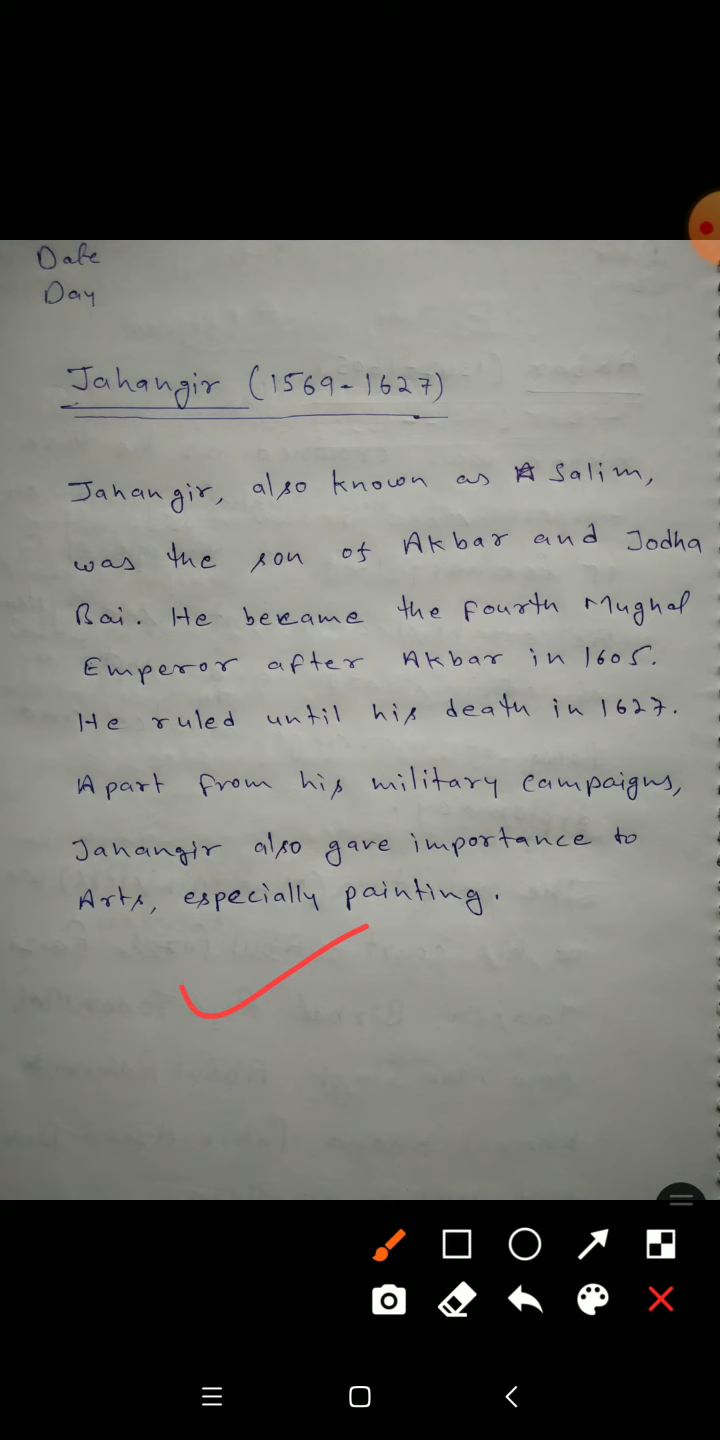 Date
Day
Jahangir (1569-1627)
Jahangir, also known as Salim,
was the son of Akbar and Jodha
Bai. He became the fourth Mughal
Emperor after Akbar in 1605.
He ruled until his death in 1627.
Apart from his military campaigns,
Jahangir also gave importance to
Arts, especially painting.